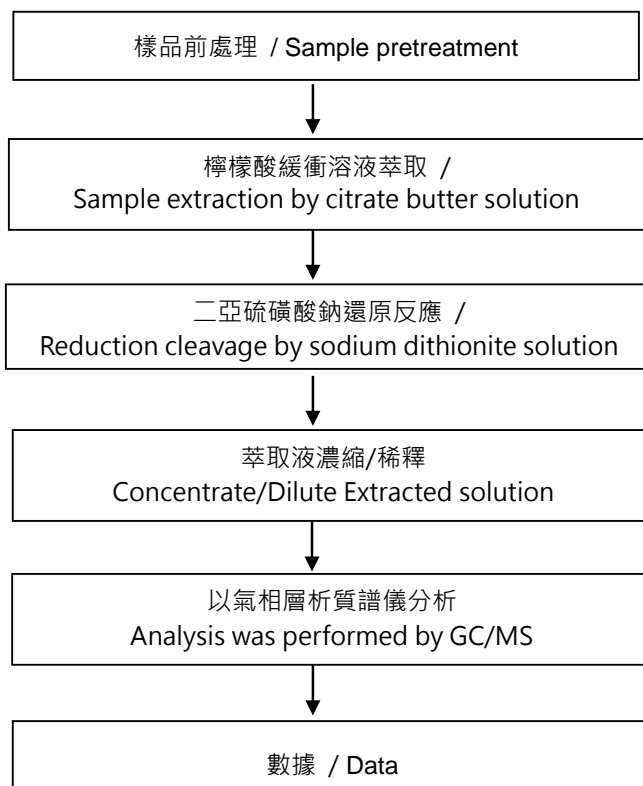 樣品前處理 / Sample pretreatment
檸檬酸緩衝溶液萃取 /
Sample extraction by citrate butter solution
二亞硫磺酸鈉還原反應 /
Reduction cleavage by sodium dithionite solution
萃取液濃縮/稀釋
Concentrate/Dilute Extracted solution
以氣相層析質譜儀分析
Analysis was performed by GC/MS
數據 / Data